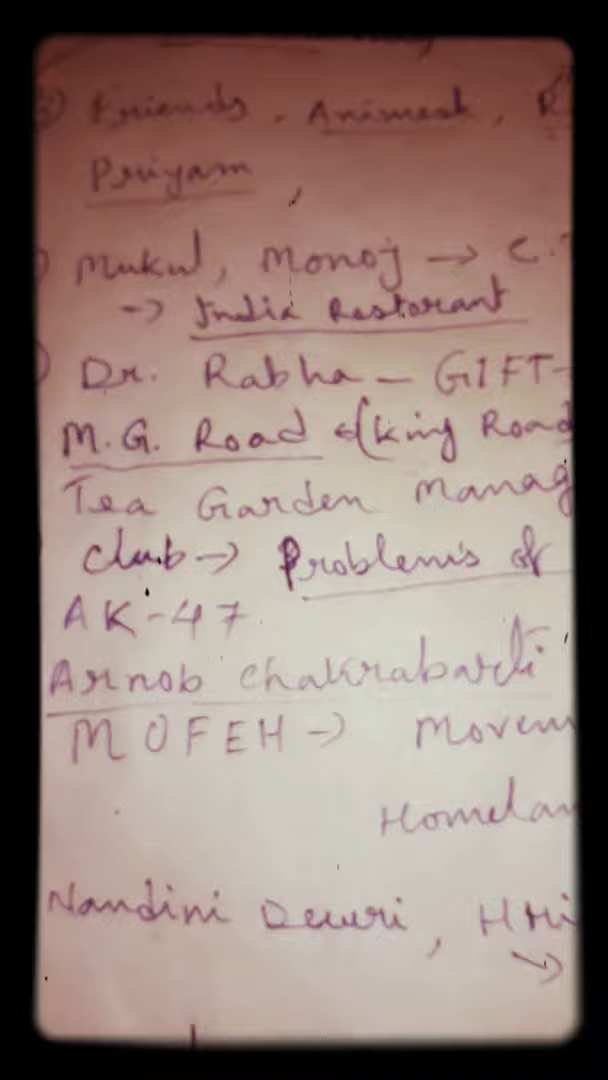 Friends, Animesh, R
Priyam,
Mukul, Monoj → C.
→ India Restorant
Dr. Rabha - GIFT-
M.G. Road (King Road
Tea Garden Manag
club → Problems of
AK-47.
Arnob Chakrabarti
MOFEH → Movem
Homelan
Nandini Deuri, HHi